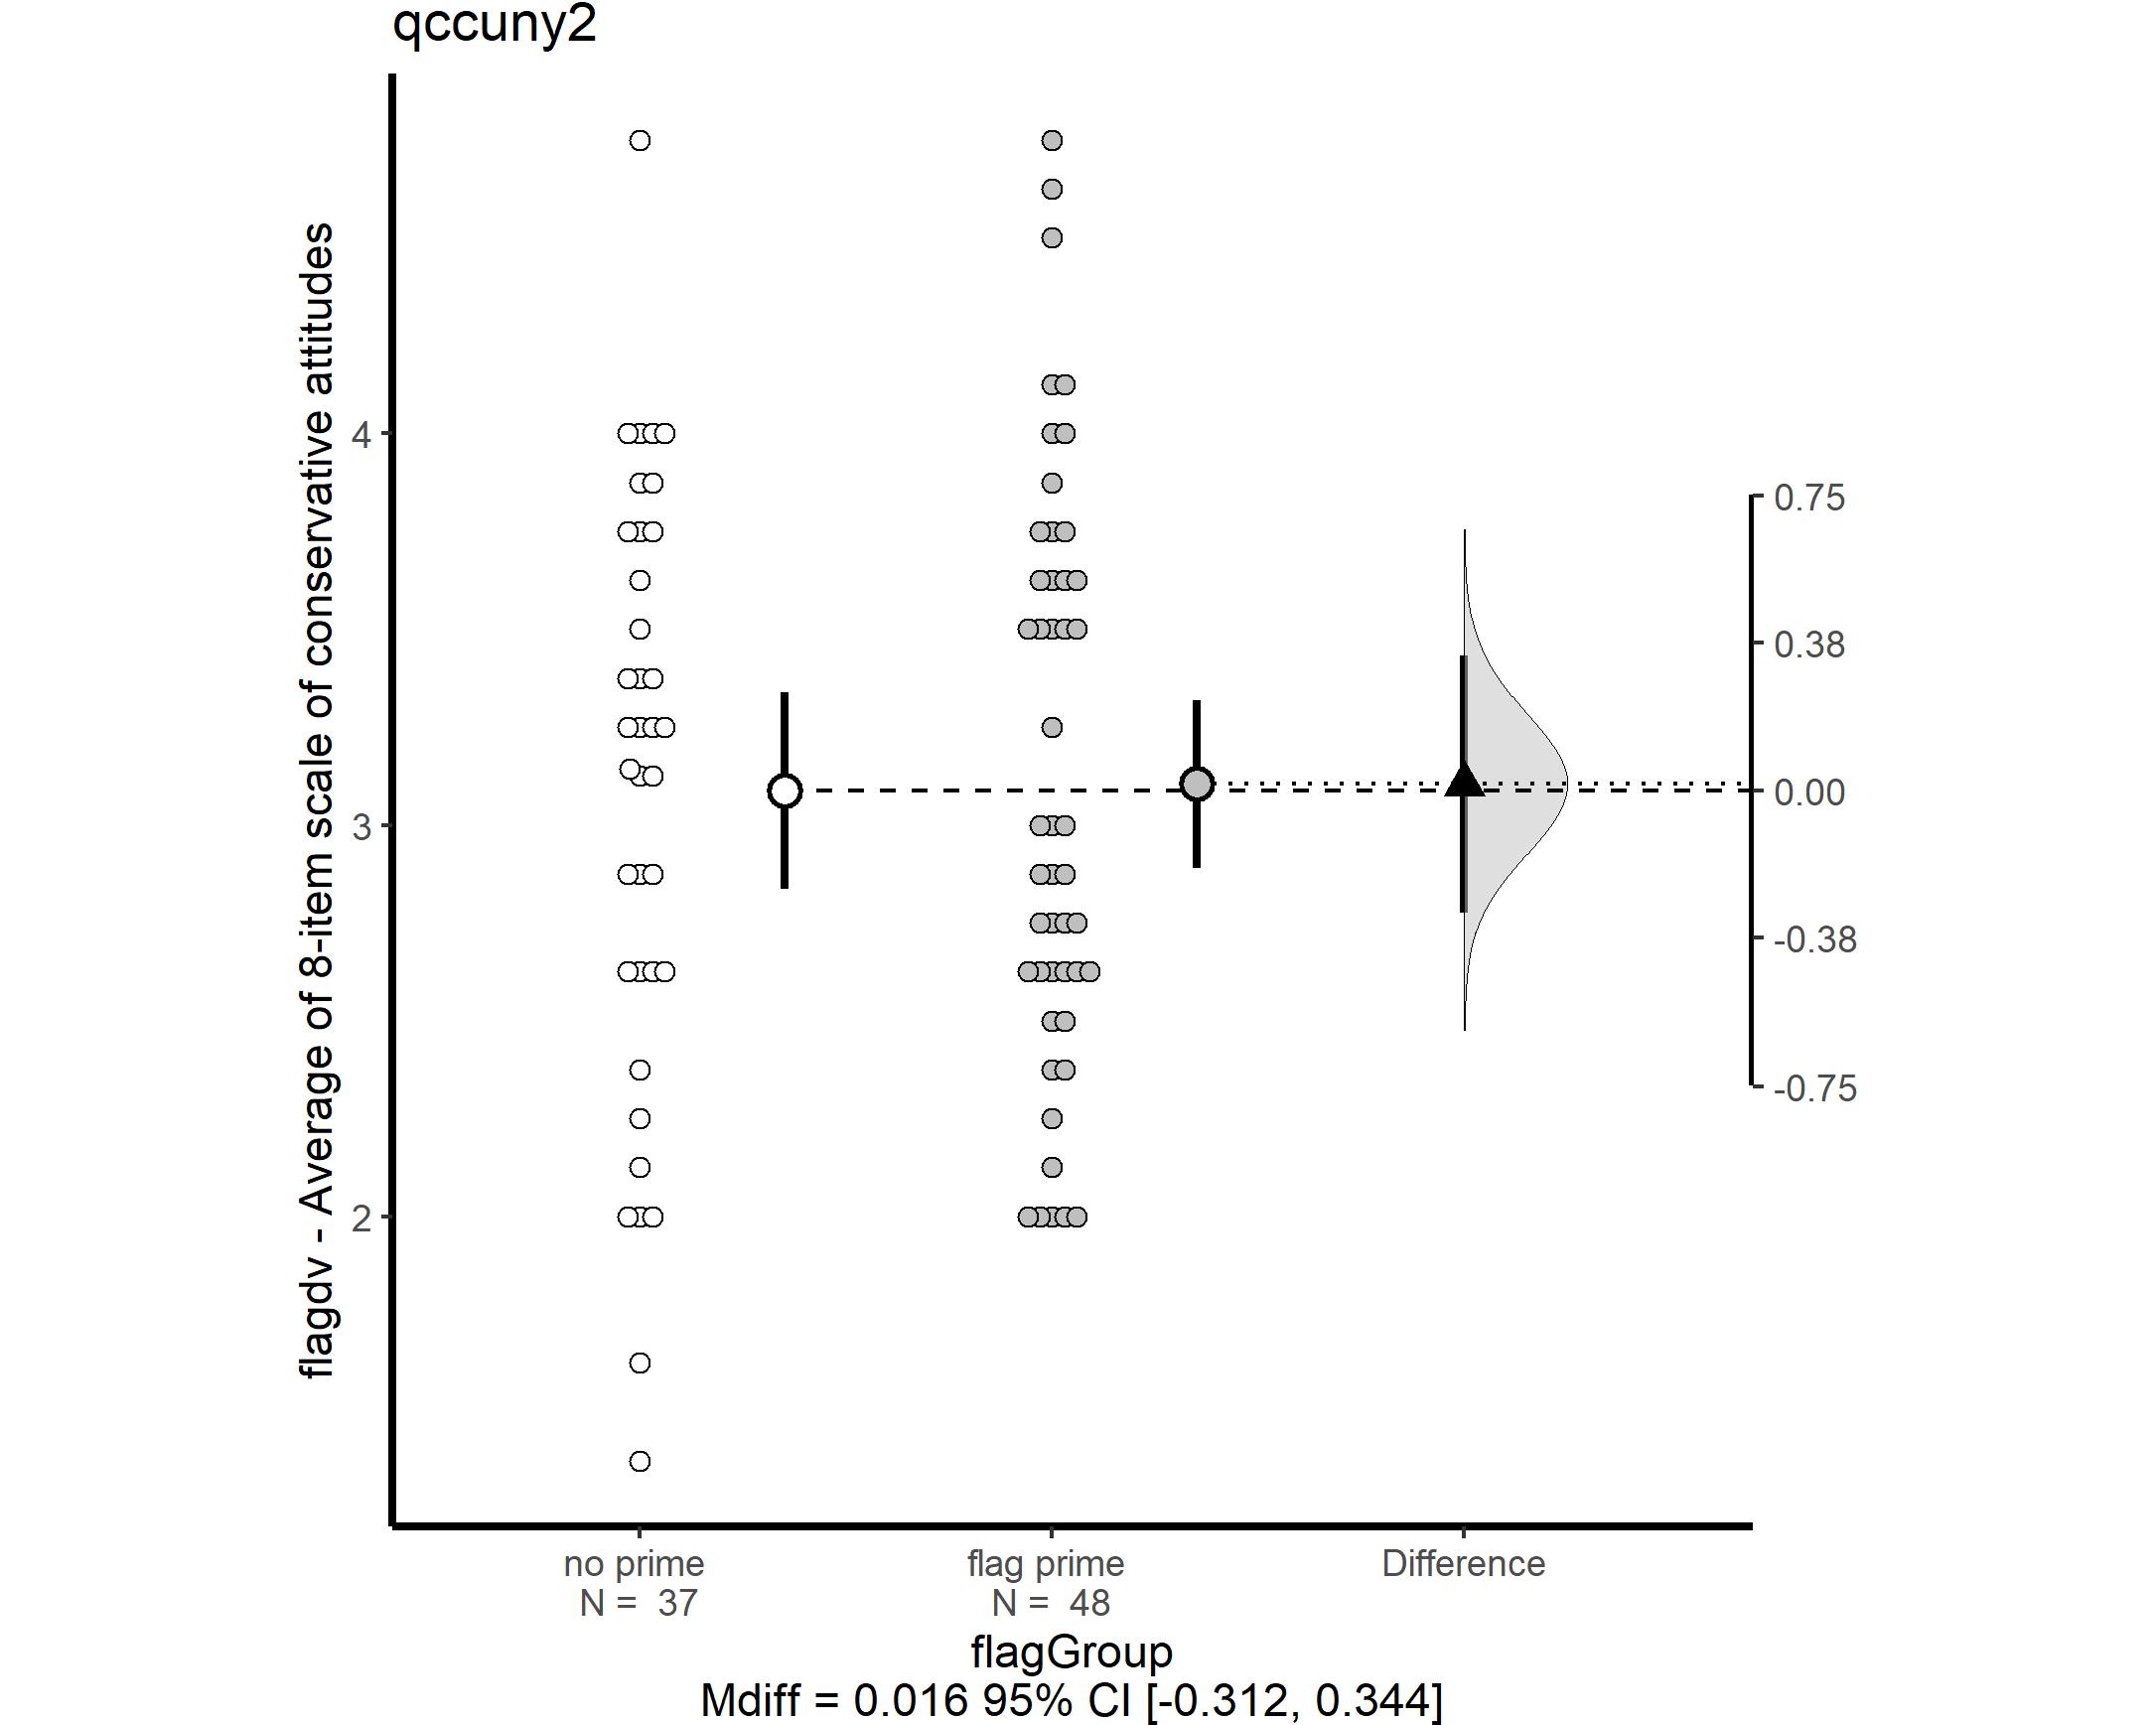 qccuny2
flagdv - Average of 8-item scale of conservative attitudes
4
3
2
0.75
0.38
0.00
-0.38
-0.75
no prime
N =  37
flag prime
N =  48
Difference
flagGroup
Mdiff = 0.016 95% CI [-0.312, 0.344]